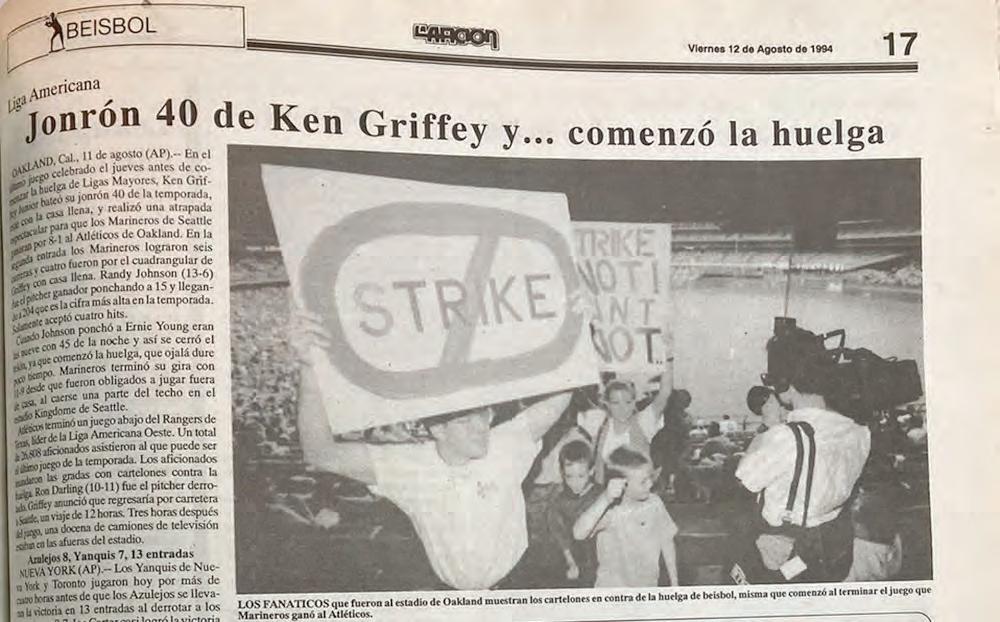 BEISBOL
LA AFICION
Viernes 12 de Agosto de 1994
17
Liga Americana
Jonrón 40 de Ken Griffey y... comenzó la huelga
OAKLAND, Cal., 11 de agosto (AP).-- En el
último juego celebrado el jueves antes de co-
menzar la huelga de Ligas Mayores, Ken Grif-
fey Junior bateó su jonrón 40 de la temporada,
con la casa llena, y realizó una atrapada
espectacular para que los Marineros de Seattle
ganaran por 8-1 al Atléticos de Oakland. En la
segunda entrada los Marineros lograron seis
carreras y cuatro fueron por el cuadrangular de
Griffey con casa llena. Randy Johnson (13-6)
fue el pitcher ganador ponchando a 15 y llegan-
do a 204 que es la cifra más alta en la temporada.
Solamente aceptó cuatro hits.
Cuando Johnson ponchó a Ernie Young eran
las nueve con 45 de la noche y así se cerró el
ya que comenzó la huelga, que ojalá dure
poco tiempo. Marineros terminó su gira con
11-9 desde que fueron obligados a jugar fuera
de casa, al caerse una parte del techo en el
estadio Kingdome de Seattle.
Atléticos terminó un juego abajo del Rangers de
Texas, líder de la Liga Americana Oeste. Un total
de 26,808 aficionados asistieron al que puede ser
el último juego de la temporada. Los aficionados
inundaron las gradas con cartelones contra la
huelga. Ron Darling (10-11) fue el pitcher derro-
tado. Griffey anunció que regresaría por carretera
a Seattle, un viaje de 12 horas. Tres horas después
del juego, una docena de camiones de televisión
estaban en las afueras del estadio.
Azulejos 8, Yanquis 7, 13 entradas
NUEVA YORK (AP).-- Los Yanquis de Nue-
va York y Toronto jugaron hoy por más de
cuatro horas antes de que los Azulejos se lleva-
ran la victoria en 13 entradas al derrotar a los
logró la victoria
STRIKE
TRIKE
NOT I
ANT
NOT..
LOS FANATICOS que fueron al estadio de Oakland muestran los cartelones en contra de la huelga de beisbol, misma que comenzó al terminar el juego que
Marineros ganó al Atléticos.